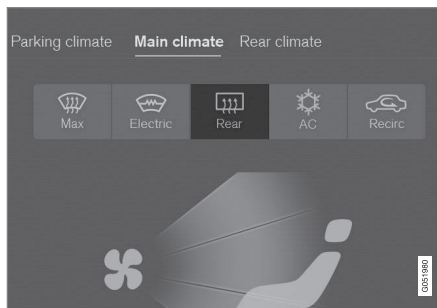 Parking climate Main climate Rear climate
Max Electric Rear AC Recirc
G051980